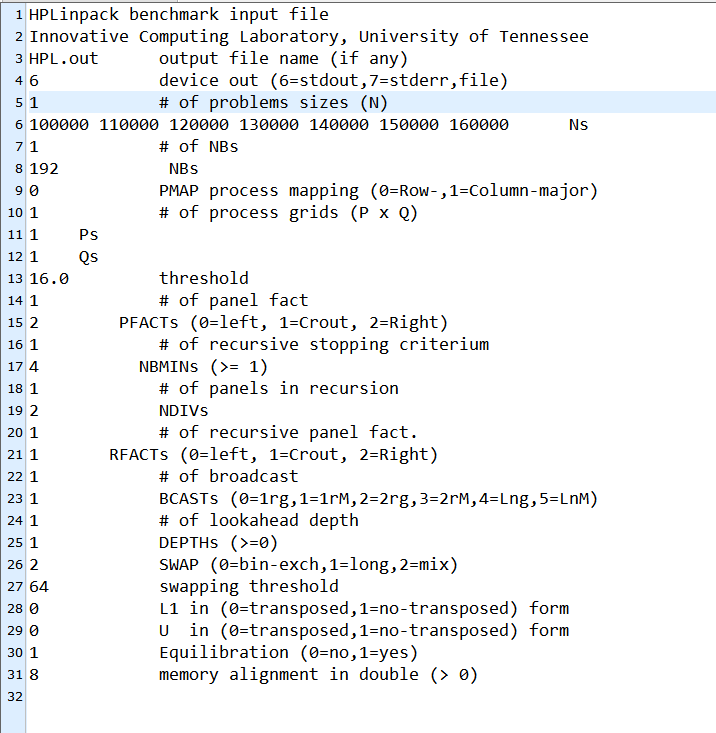 1 HPLinpack benchmark input file
2 Innovative Computing Laboratory, University of Tennessee
3 HPL.out      output file name (if any)
4 6            device out (6=stdout,7=stderr,file)
5 1            # of problems sizes (N)
6 100000 110000 120000 130000 140000 150000 160000      Ns
7 1            # of NBs
8 192           NBs
9 0            PMAP process mapping (0=Row-,1=Column-major)
10 1            # of process grids (P x Q)
11 1    Ps
12 1    Qs
13 16.0         threshold
14 1            # of panel fact
15 2        PFACTs (0=left, 1=Crout, 2=Right)
16 1            # of recursive stopping criterium
17 4          NBMINs (>= 1)
18 1            # of panels in recursion
19 2            NDIVs
20 1            # of recursive panel fact.
21 1       RFACTs (0=left, 1=Crout, 2=Right)
22 1            # of broadcast
23 1            BCASTs (0=1rg,1=1rM,2=2rg,3=2rM,4=Lng,5=LnM)
24 1            # of lookahead depth
25 1            DEPTHs (>=0)
26 2            SWAP (0=bin-exch,1=long,2=mix)
27 64           swapping threshold
28 0            L1 in (0=transposed,1=no-transposed) form
29 0            U  in (0=transposed,1=no-transposed) form
30 1            Equilibration (0=no,1=yes)
31 8            memory alignment in double (> 0)
32